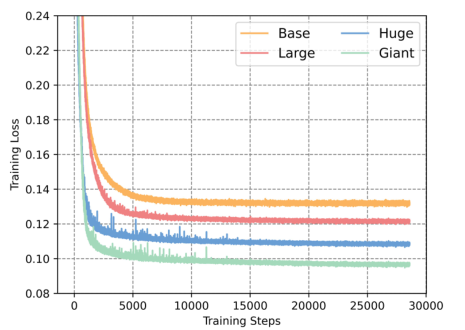 0.24
0.22
0.20
0.18
0.16
0.14
0.12
0.10
0.08
Training Loss
Base
Large
Huge
Giant
0
5000
10000
15000
20000
25000
30000
Training Steps